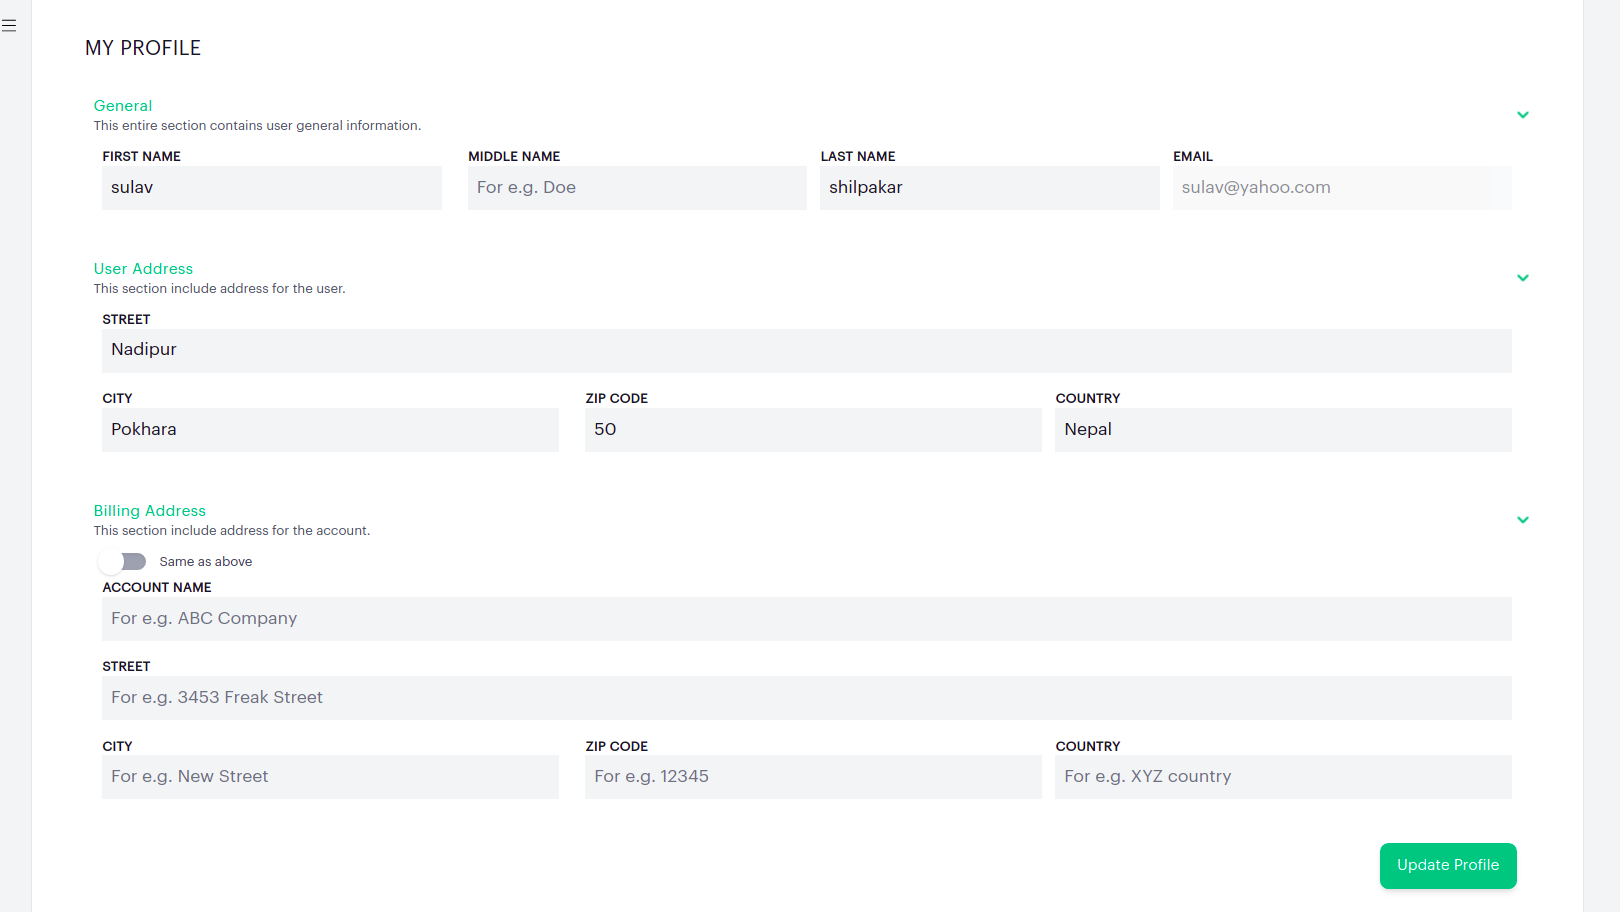 MY PROFILE
General
This entire section contains user general information.
FIRST NAME MIDDLE NAME LAST NAME EMAIL
sulav For e.g. Doe shilpakar sulav@yahoo.com
User Address
This section include address for the user.
STREET
Nadipur
CITY ZIP CODE COUNTRY
Pokhara 50 Nepal
Billing Address
This section include address for the account.
Same as above
ACCOUNT NAME
For e.g. ABC Company
STREET
For e.g. 3453 Freak Street
CITY ZIP CODE COUNTRY
For e.g. New Street For e.g. 12345 For e.g. XYZ country
Update Profile